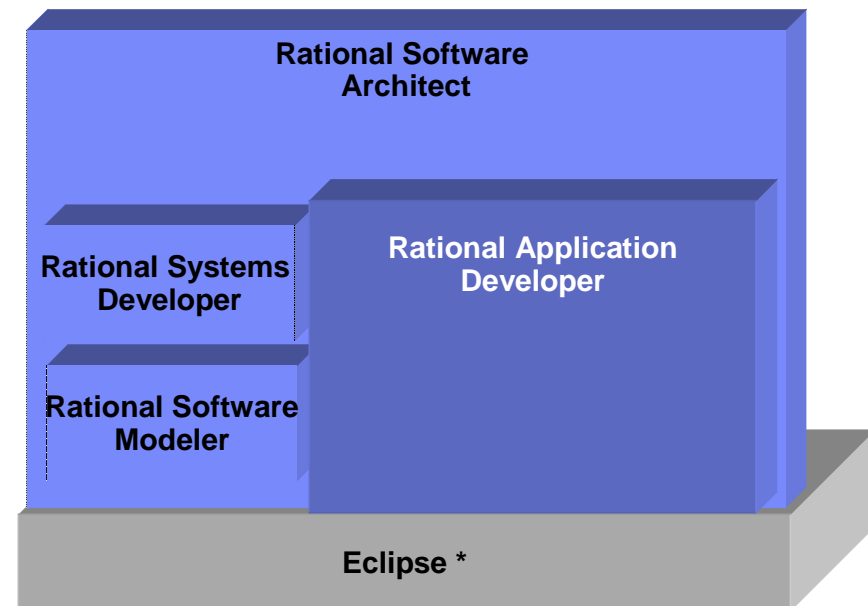 Rational Software
Architect
Rational Systems
Developer
Rational Application
Developer
Rational Software
Modeler
Eclipse *